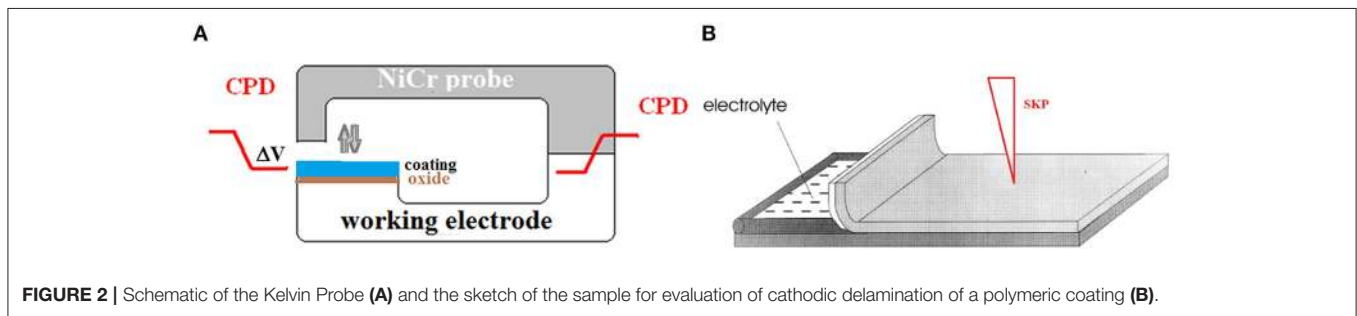 A
B
NiCr probe
CPD
CPD
electrolyte
SKP
ΔV
coating
oxide
working electrode
FIGURE 2 | Schematic of the Kelvin Probe (A) and the sketch of the sample for evaluation of cathodic delamination of a polymeric coating (B).